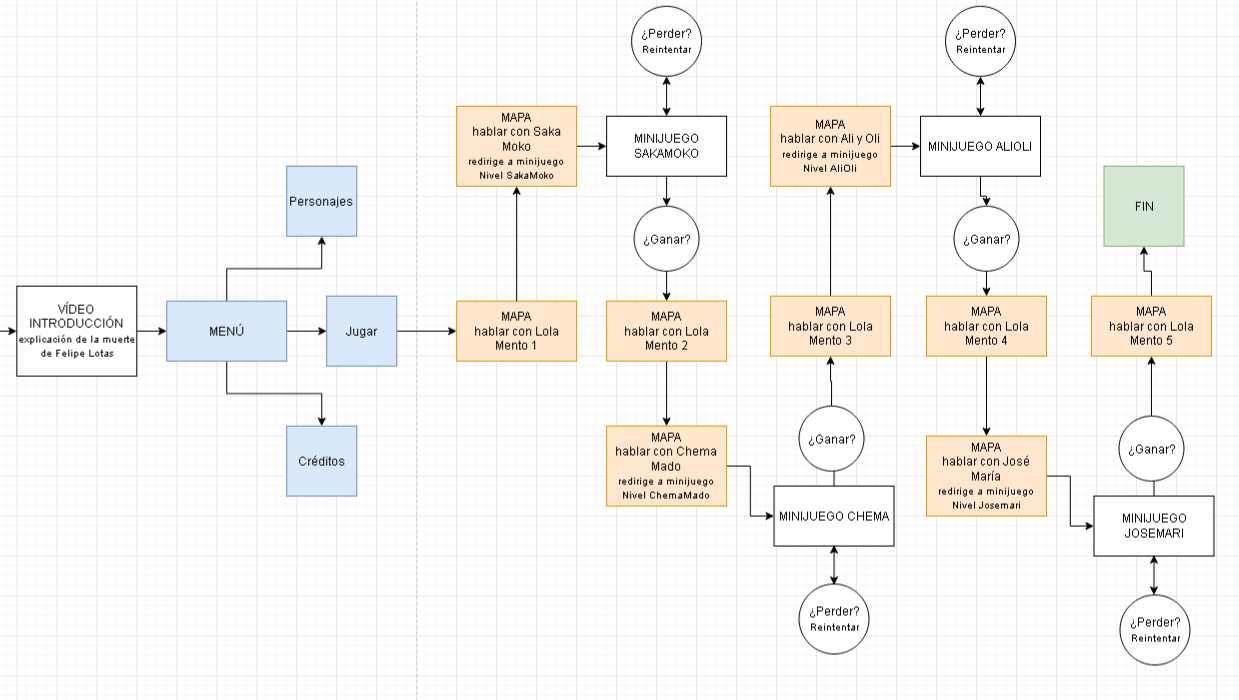 VÍDEO
INTRODUCCIÓN
explicación de la muerte
de Felipe Lotas
MENÚ
Personajes
Jugar
Créditos
MAPA
hablar con Lola
Mento 1
MAPA
hablar con Saka
Moko
redirige a minijuego
Nivel SakaMoko
MINIJUEGO
SAKAMOKO
¿Perder?
Reintentar
¿Ganar?
MAPA
hablar con Lola
Mento 2
MAPA
hablar con Chema
Mado
redirige a minijuego
Nivel ChemaMado
MINIJUEGO CHEMA
¿Perder?
Reintentar
¿Ganar?
MAPA
hablar con Lola
Mento 3
MAPA
hablar con Ali y Oli
redirige a minijuego
Nivel AliOli
MINIJUEGO ALIOLI
¿Perder?
Reintentar
¿Ganar?
MAPA
hablar con Lola
Mento 4
MAPA
hablar con José
María
redirige a minijuego
Nivel Josemari
MINIJUEGO
JOSEMARI
¿Perder?
Reintentar
¿Ganar?
MAPA
hablar con Lola
Mento 5
FIN